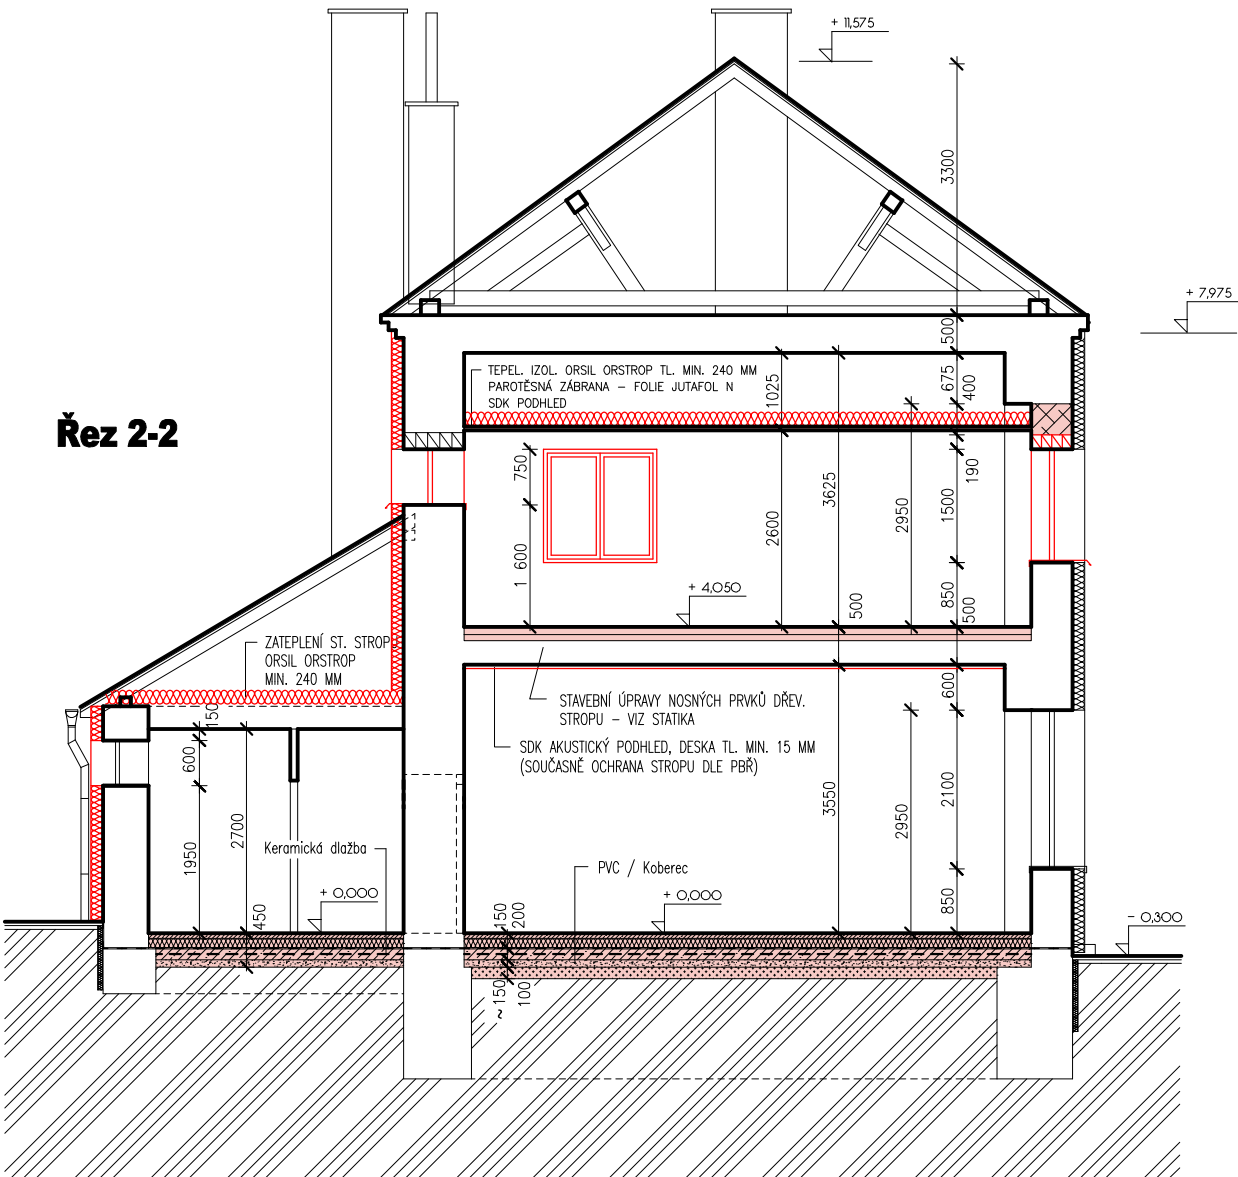 + 11,575
3300
+ 7,975
500
TEPEL. IZOL. ORSIL ORSTROP TL. MIN. 240 MM
PAROTĚSNÁ ZÁBRANA – FOLIE JUTAFOL N
SDK PODHLED
1025
675
400
Řez 2-2
750
3625
190
1500
2950
2600
1 600
+ 4,050
500
850
500
ZATEPLENÍ ST. STROP
ORSIL ORSTROP
MIN. 240 MM
600
150
STAVEBNÍ ÚPRAVY NOSNÝCH PRVKŮ DŘEV.
STROPU – VIZ STATIKA
SDK AKUSTICKÝ PODHLED, DESKA TL. MIN. 15 MM
(SOUČASNĚ OCHRANA STROPU DLE PBŘ)
600
3550
2100
2950
2700
1950
Keramická dlažba
PVC / Koberec
+ 0,000
+ 0,000
850
450
150
200
– 0,300
~ 150
100